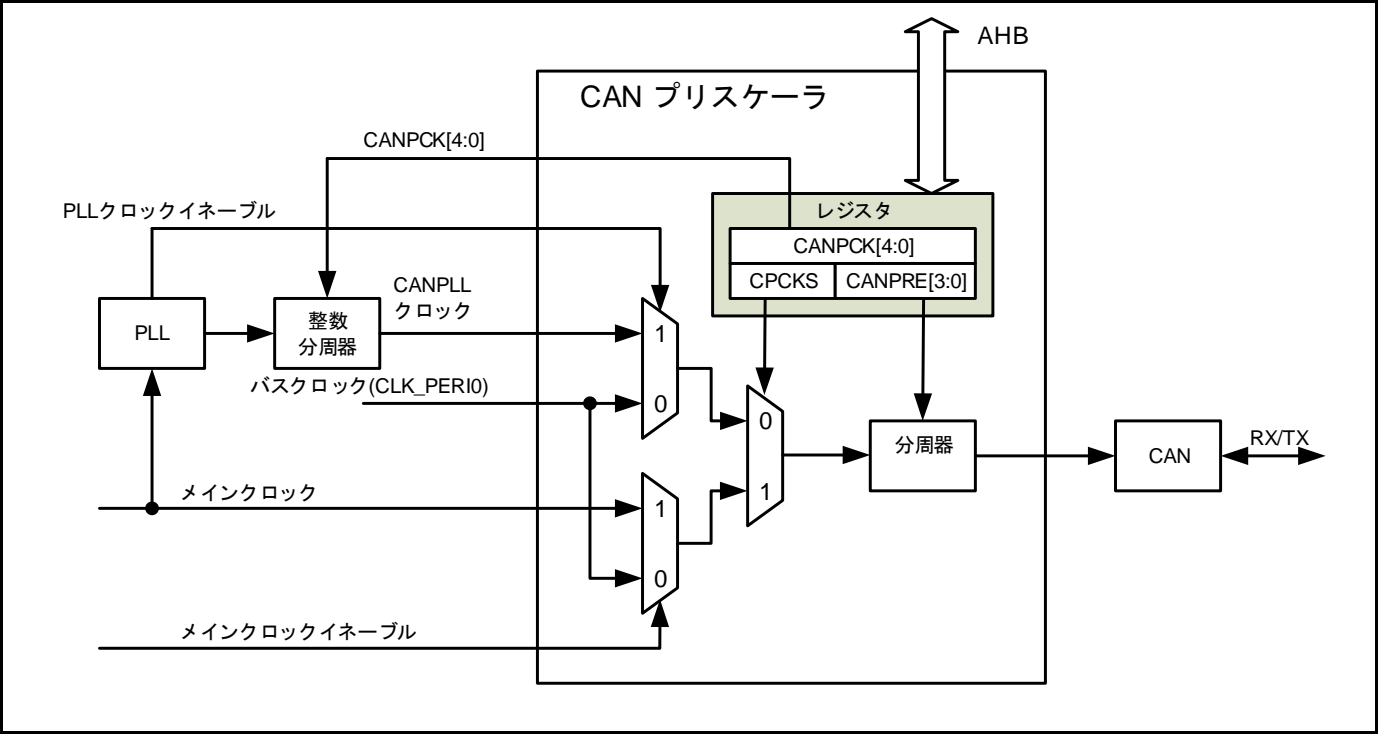 AHB
CAN プリスケーラ
CANPCK[4:0]
PLLクロックイネーブル
レジスタ
CANPCK[4:0]
CPCKS
CANPRE[3:0]
CANPLL
クロック
PLL
整数
分周器
1
バスクロック(CLK_PERI0)
0
0
分周器
CAN
RX/TX
メインクロック
1
1
0
メインクロックイネーブル